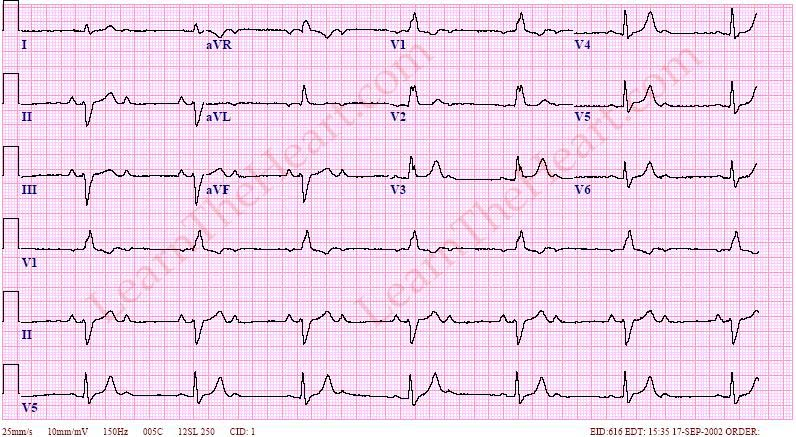 I aVR V1 V4
II aVL V2 V5
III aVF V3 V6
V1
II
V5
LearnTheHeart.com
LearnTheHeart.com
25mm/s 10mm/mV 150Hz 005C 12SL 250 CID: 1 EID:616 EDT: 15:35 17-SEP-2002 ORDER: